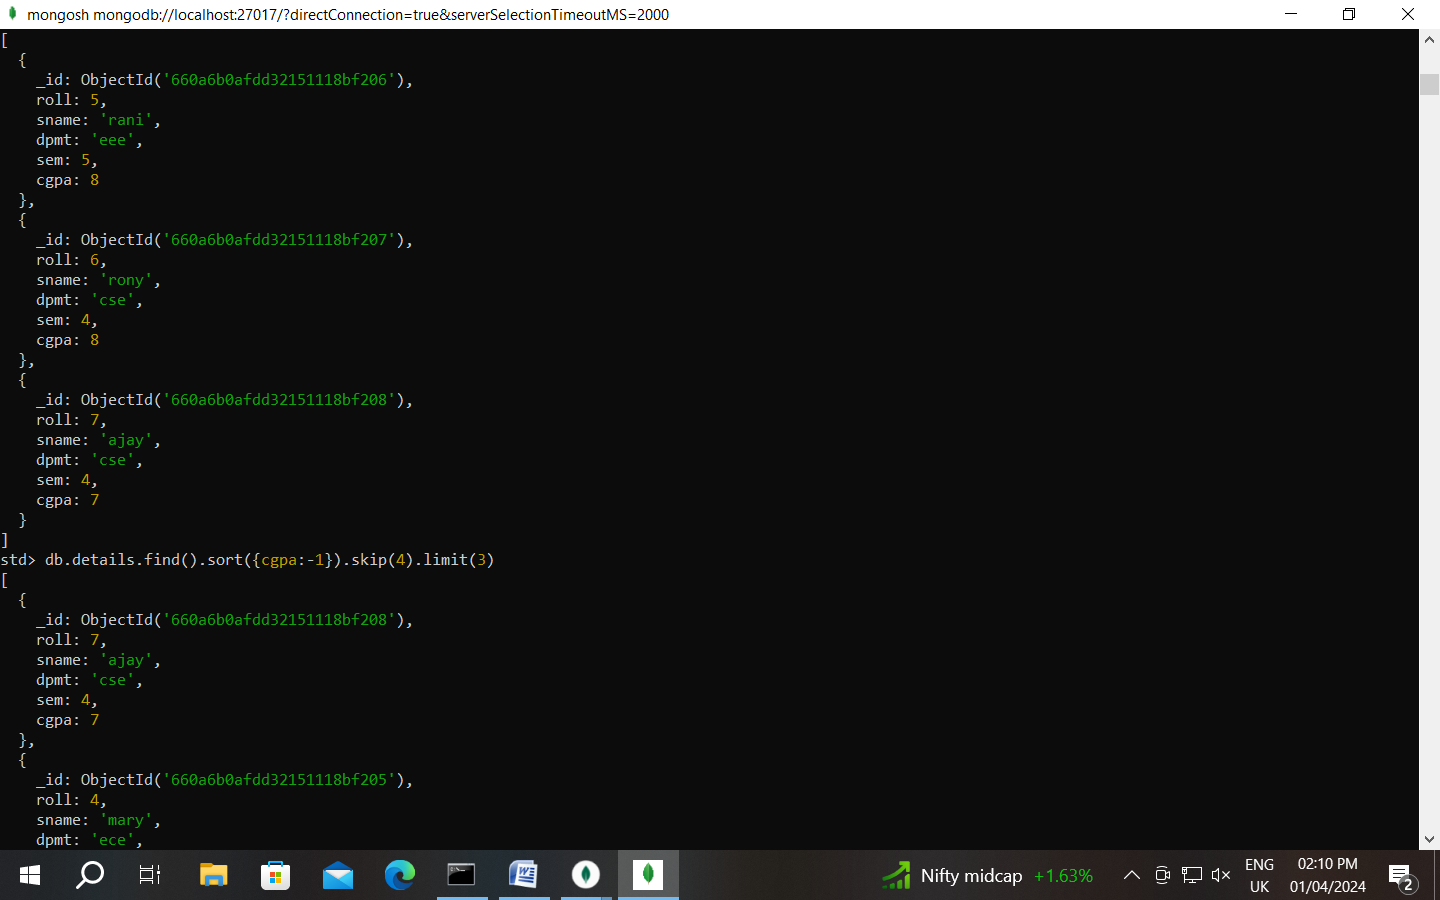 mongosh mongodb://localhost:27017/?directConnection=true&serverSelectionTimeoutMS=2000
[
  {
    _id: ObjectId('660a6b0afdd32151118bf206'),
    roll: 5,
    sname: 'rani',
    dpmt: 'eee',
    sem: 5,
    cgpa: 8
  },
  {
    _id: ObjectId('660a6b0afdd32151118bf207'),
    roll: 6,
    sname: 'rony',
    dpmt: 'cse',
    sem: 4,
    cgpa: 8
  },
  {
    _id: ObjectId('660a6b0afdd32151118bf208'),
    roll: 7,
    sname: 'ajay',
    dpmt: 'cse',
    sem: 4,
    cgpa: 7
  }
]
std> db.details.find().sort({cgpa:-1}).skip(4).limit(3)
[
  {
    _id: ObjectId('660a6b0afdd32151118bf208'),
    roll: 7,
    sname: 'ajay',
    dpmt: 'cse',
    sem: 4,
    cgpa: 7
  },
  {
    _id: ObjectId('660a6b0afdd32151118bf205'),
    roll: 4,
    sname: 'mary',
    dpmt: 'ece',
Nifty midcap +1.63%
ENG
UK
02:10 PM
01/04/2024
2